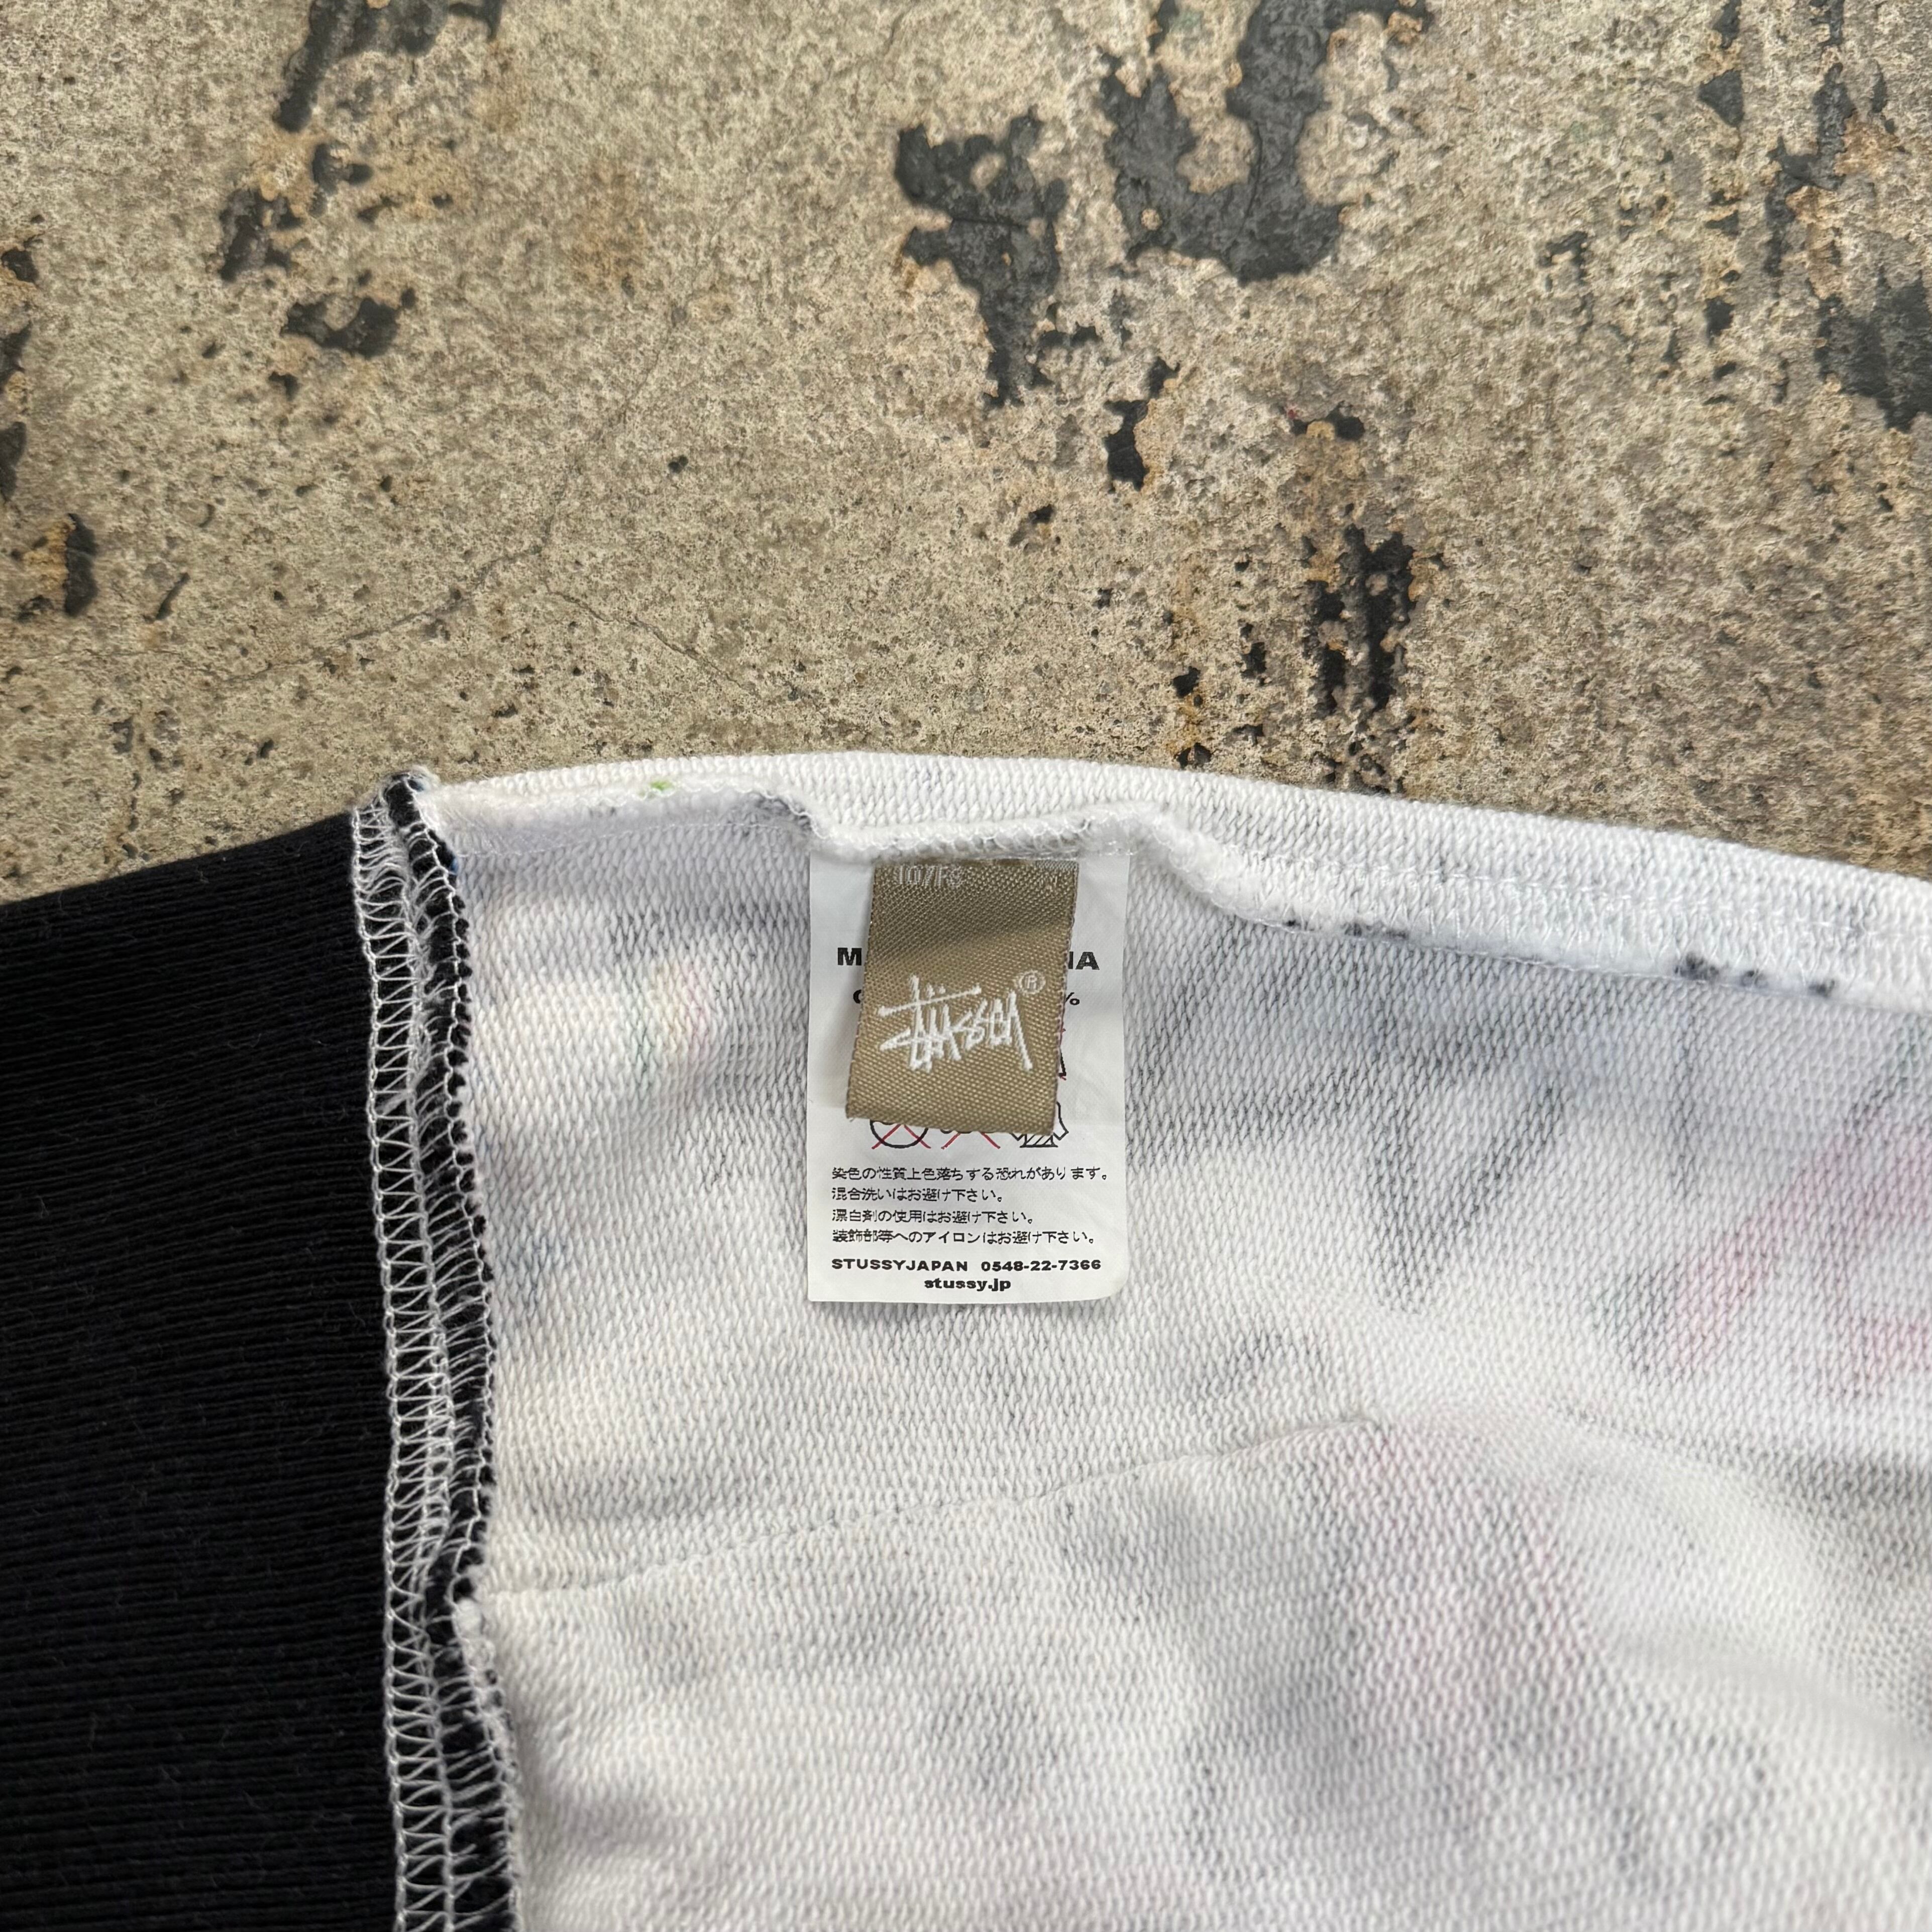 STÜSSY®
染色の性質上色落ちする恐れがあります。
混合洗いはお避け下さい。
漂白剤の使用はお避け下さい。
装飾部等へのアイロンはお避け下さい。
STUSSYJAPAN 0548-22-7366
stussy.jp